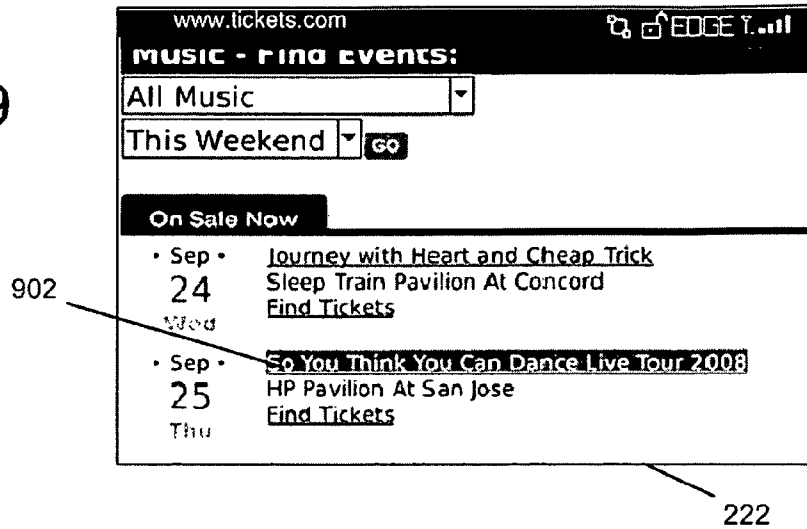 www.tickets.com EDGE
Music - Find Events:
9
All Music
This Weekend GO
On Sale Now
• Sep • Journey with Heart and Cheap Trick
24 Sleep Train Pavilion At Concord
Find Tickets
Wed
902
• Sep • So You Think You Can Dance Live Tour 2008
25 HP Pavilion At San Jose
Find Tickets
Thu
222